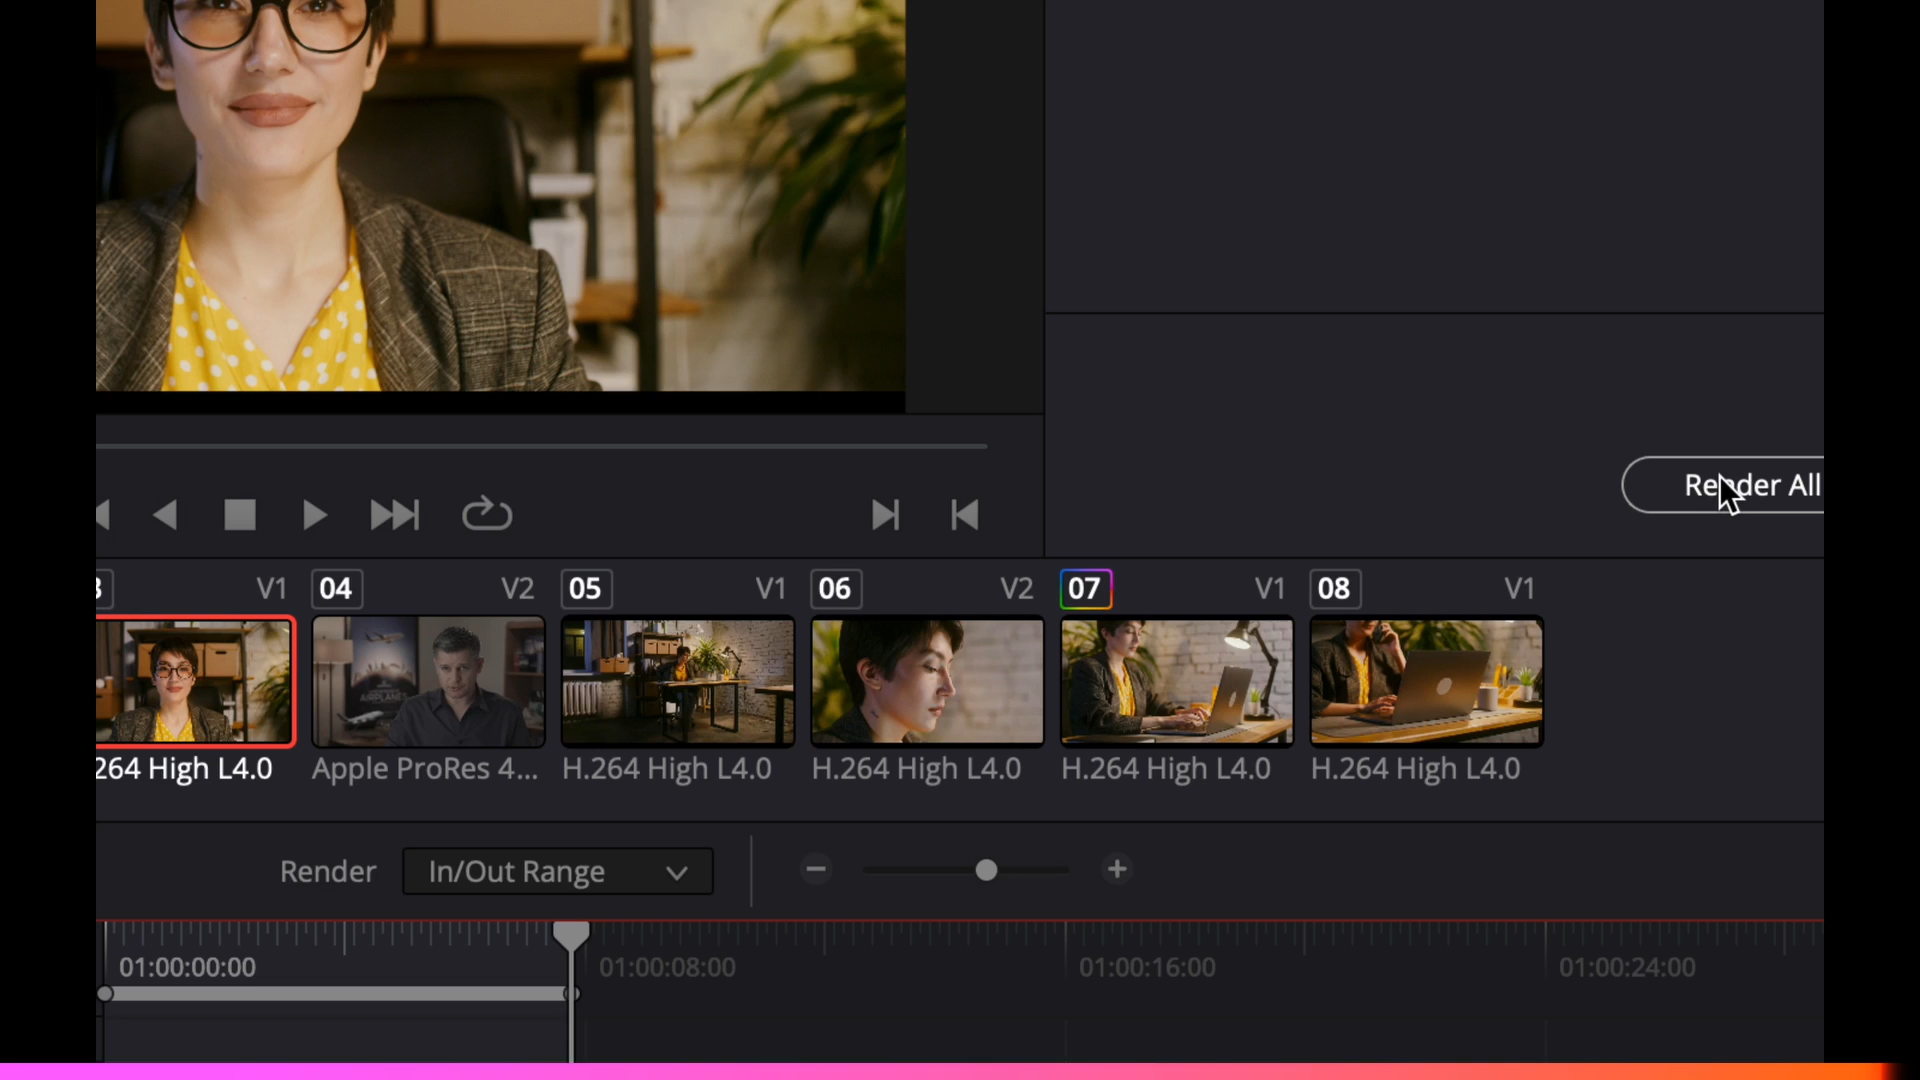 Render All
3 V1 04 V2 05 V1 06 V2 07 V1 08 V1
AIRPLANES
264 High L4.0 Apple ProRes 4... H.264 High L4.0 H.264 High L4.0 H.264 High L4.0 H.264 High L4.0
Render In/Out Range
01:00:00:00 01:00:08:00 01:00:16:00 01:00:24:00